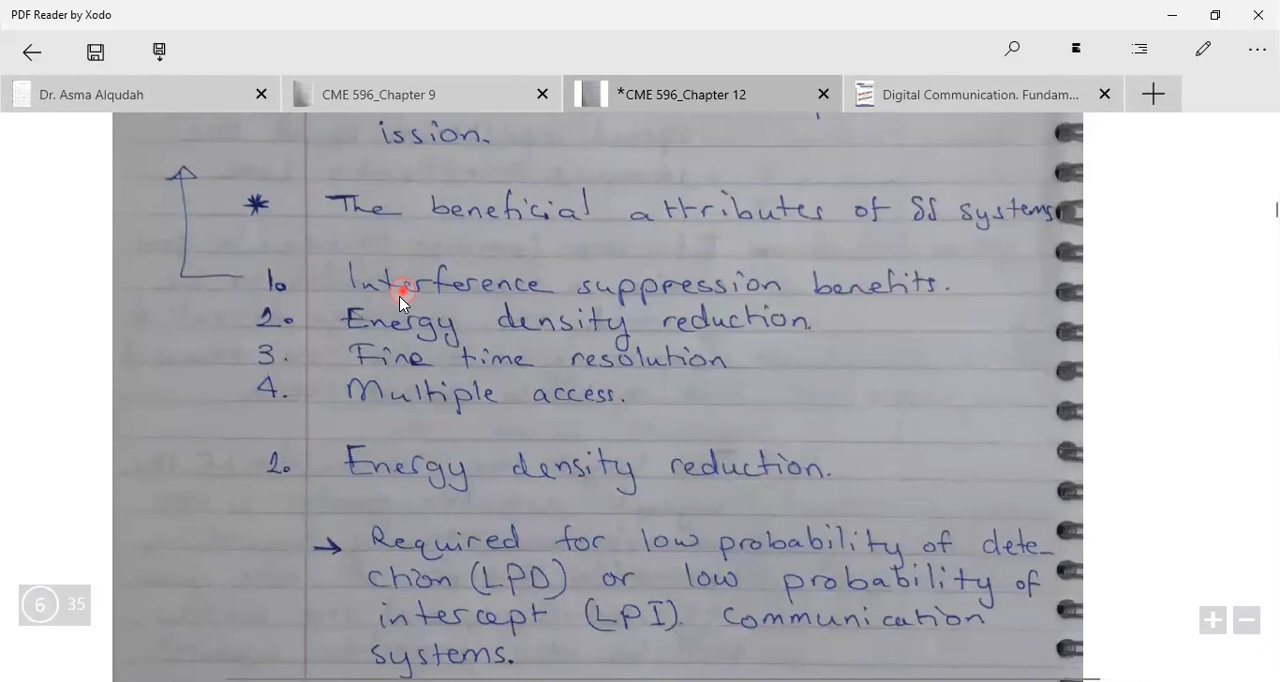 PDF Reader by Xodo
Dr. Asma Alqudah
CME 596_Chapter 9
*CME 596_Chapter 12
Digital Communication. Fundam...
ission.
* The beneficial attributes of SS systems
1. Interference suppression benefits.
2. Energy density reduction.
3. Fine time resolution
4. Multiple access.
2. Energy density reduction.
→ Required for low probability of dete-
ction (LPD) or low probability of
intercept (LPI). Communication
systems.
6 35